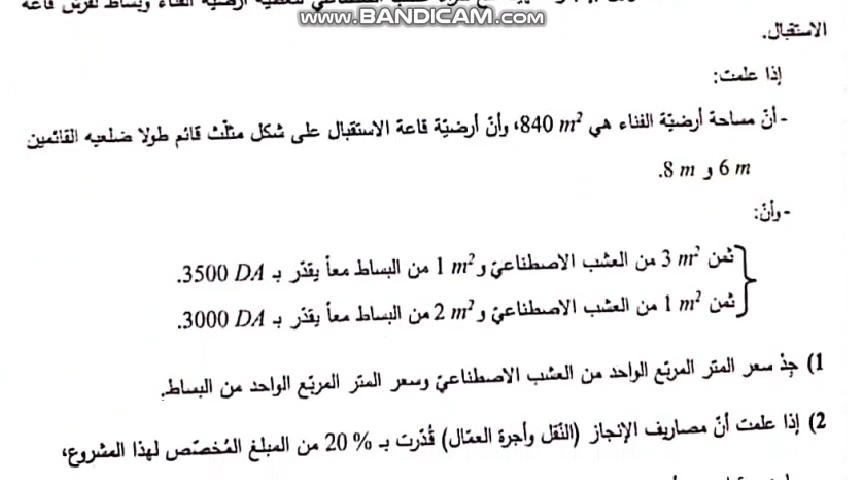 www.BANDICAM.com
الاستقبال.
إذا علمت:
- أنّ مساحة أرضيّة الفناء هي 840 m²، وأنّ أرضيّة قاعة الاستقبال على شكل مثلّث قائم طولا ضلعيه القائمين
6 m و 8 m.
- وأنّ:
ثمن 3 m² من العشب الاصطناعيّ و 1 m² من البساط معاً يقدّر بـ 3500 DA.
ثمن 1 m² من العشب الاصطناعيّ و 2 m² من البساط معاً يقدّر بـ 3000 DA.
1) جِدْ سعر المتر المربّع الواحد من العشب الاصطناعيّ وسعر المتر المربّع الواحد من البساط.
2) إذا علمت أنّ مصاريف الإنجاز (النّقل وأجرة العمّال) قُدّرت بـ % 20 من المبلغ المُخصّص لهذا المشروع،